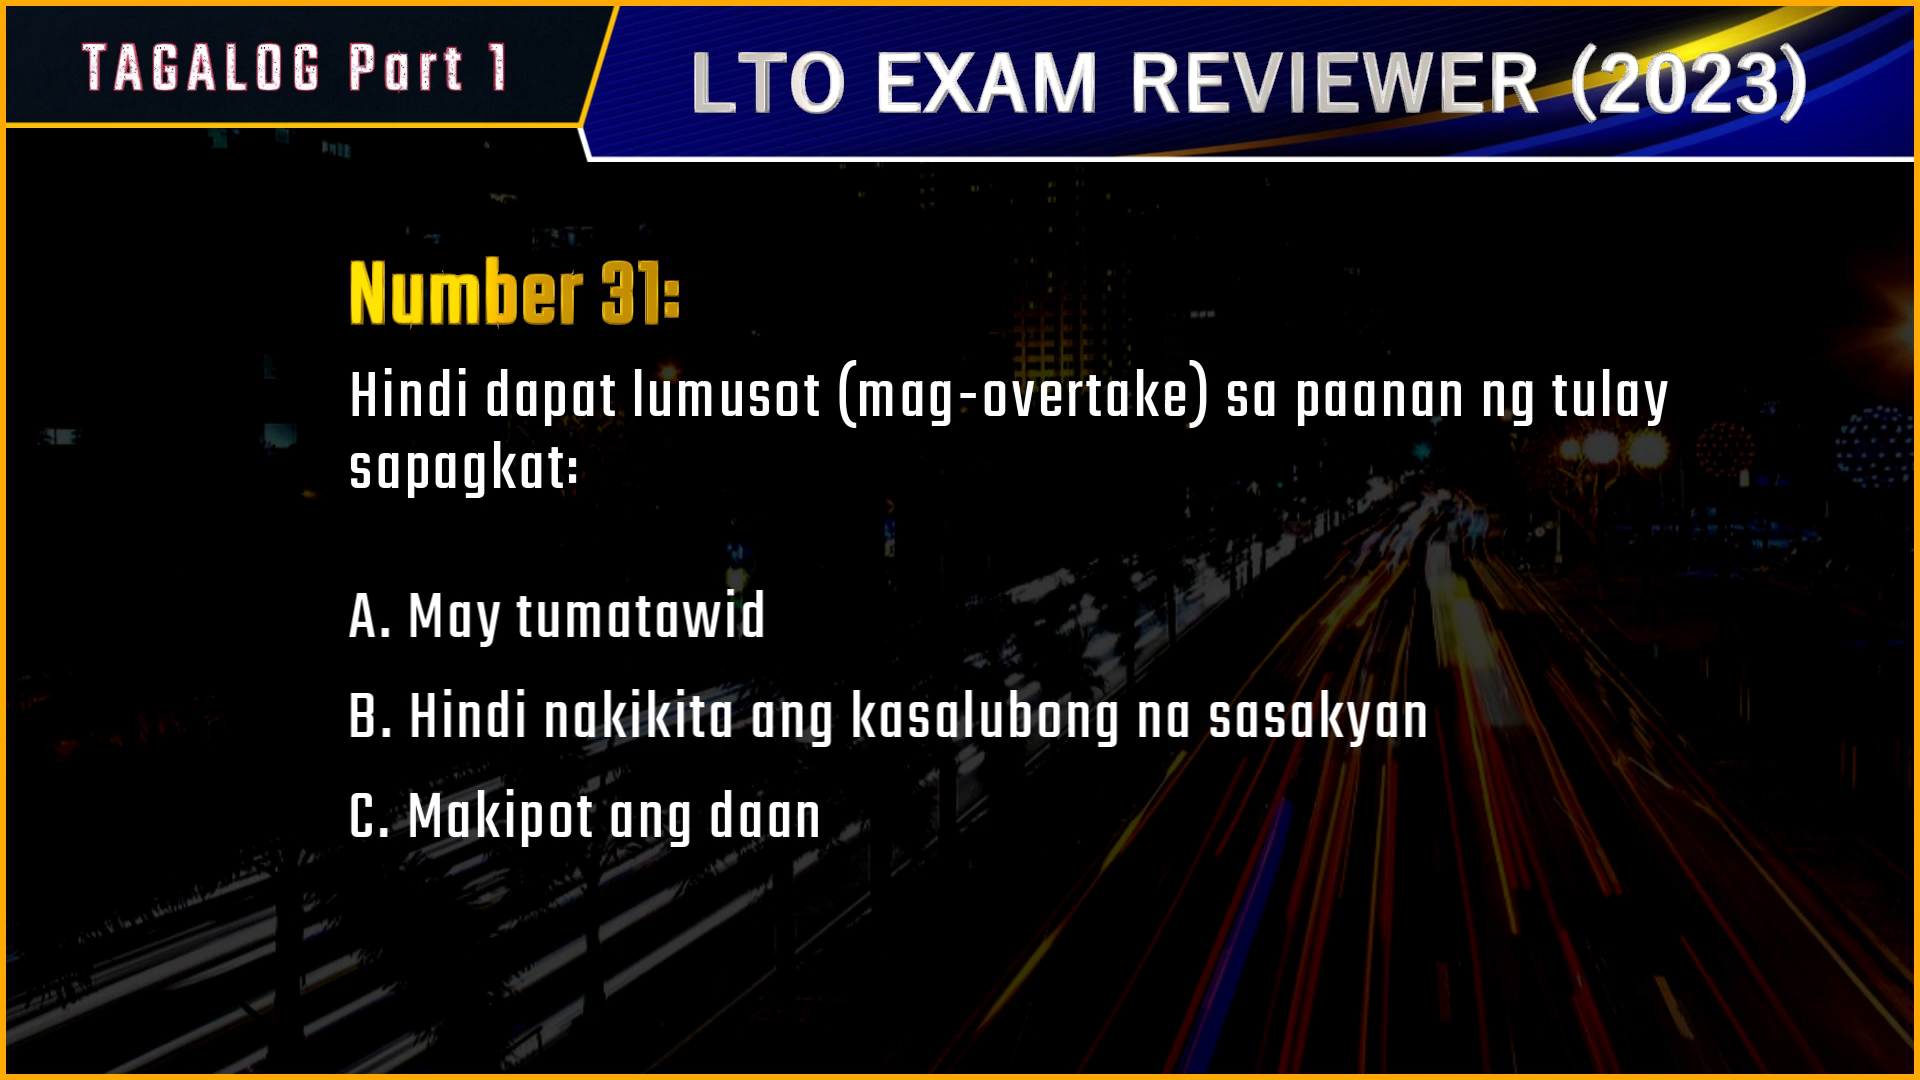 TAGALOG Part 1
LTO EXAM REVIEWER (2023)
Number 31:
Hindi dapat lumusot (mag-overtake) sa paanan ng tulay
sapagkat:
A. May tumatawid
B. Hindi nakikita ang kasalubong na sasakyan
C. Makipot ang daan